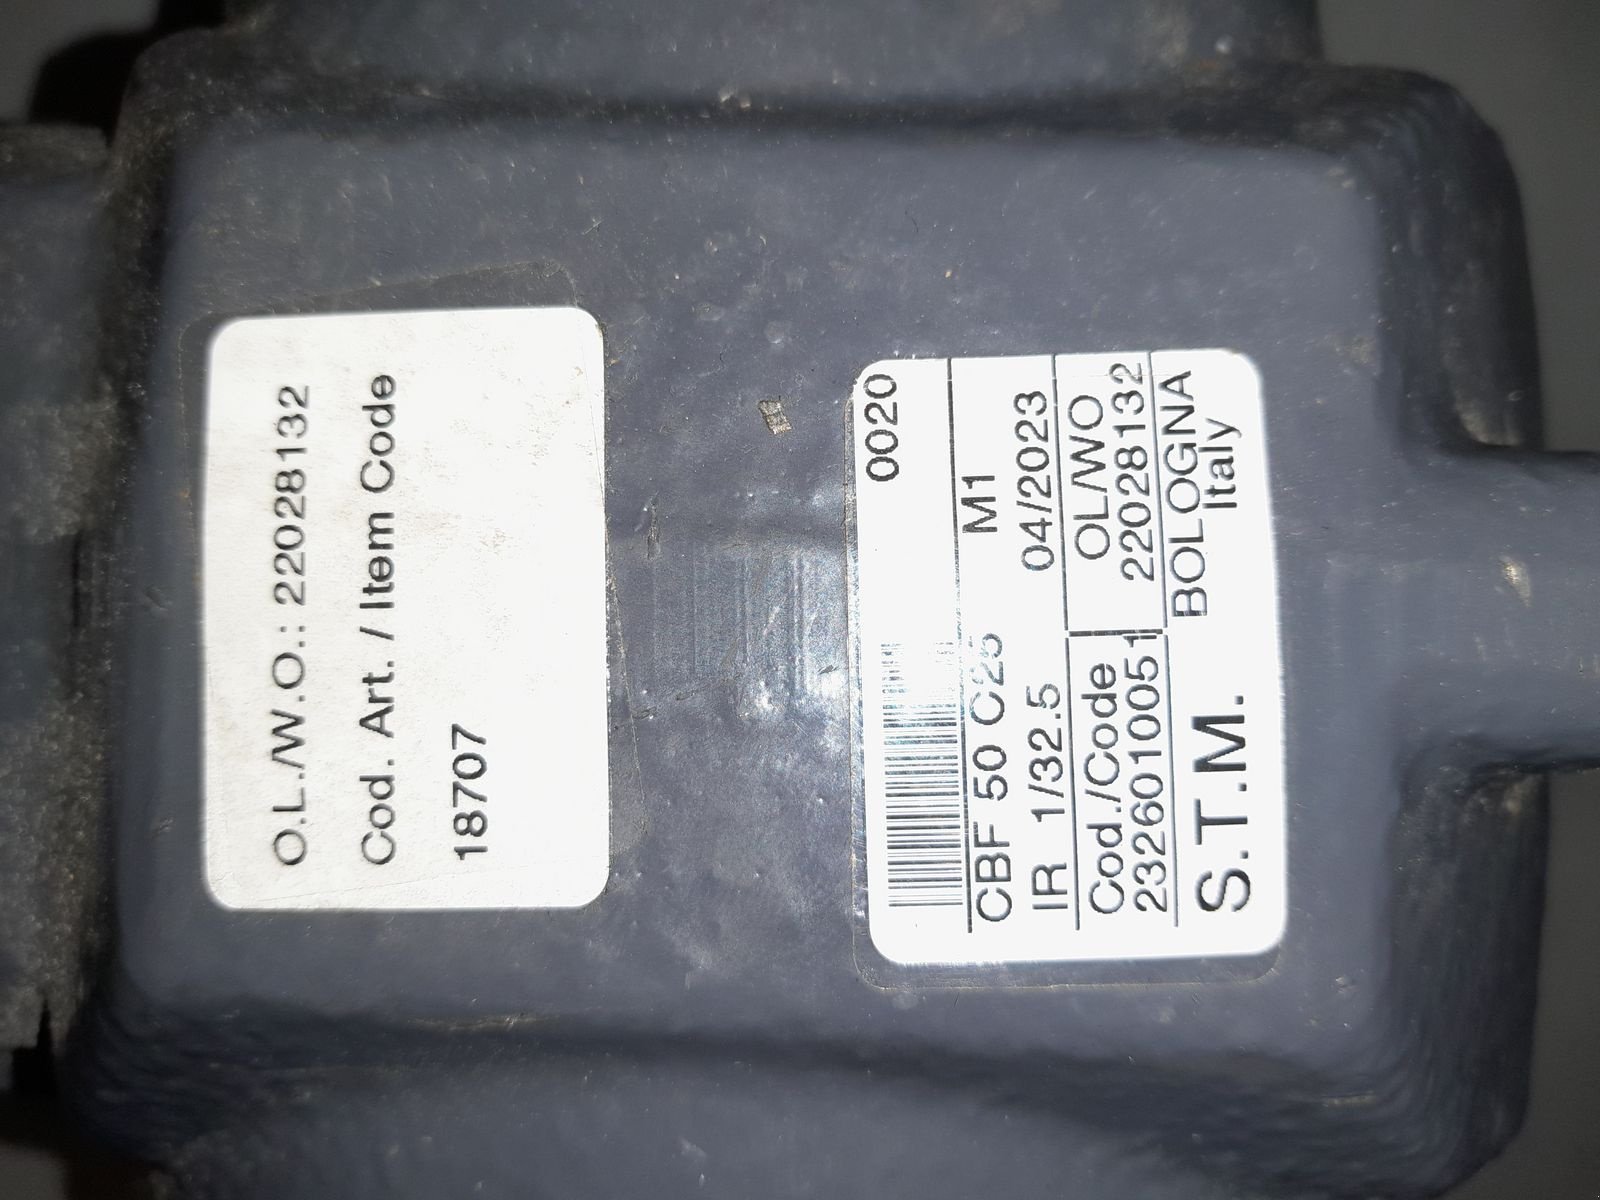 O.L./W.O.: 22028132
Cod. Art. / Item Code
18707
0020
CBF 50 C25 M1
IR 1/32.5 04/2023
Cod./Code OL/WO
2326010051 22028132
S.T.M. BOLOGNA
Italy